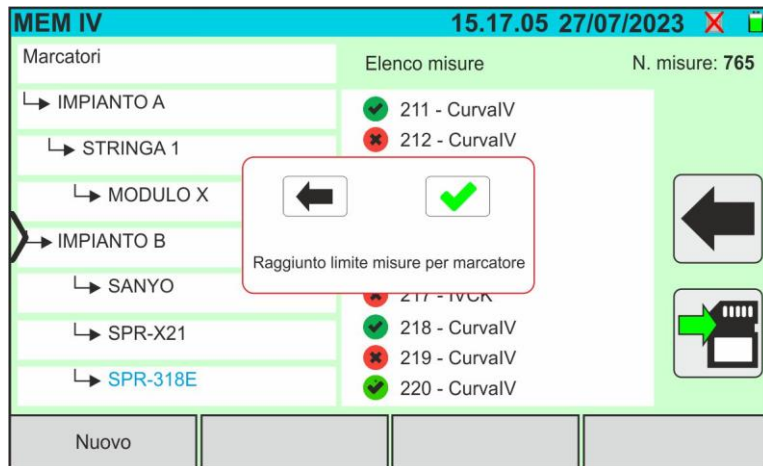 MEM IV 15.17.05 27/07/2023
Marcatori
Elenco misure N. misure: 765
IMPIANTO A
STRINGA 1
MODULO X
IMPIANTO B
SANYO
SPR-X21
SPR-318E
211 - CurvaIV
212 - CurvaIV
Raggiunto limite misure per marcatore
217 - IVCK
218 - CurvaIV
219 - CurvaIV
220 - CurvaIV
Nuovo